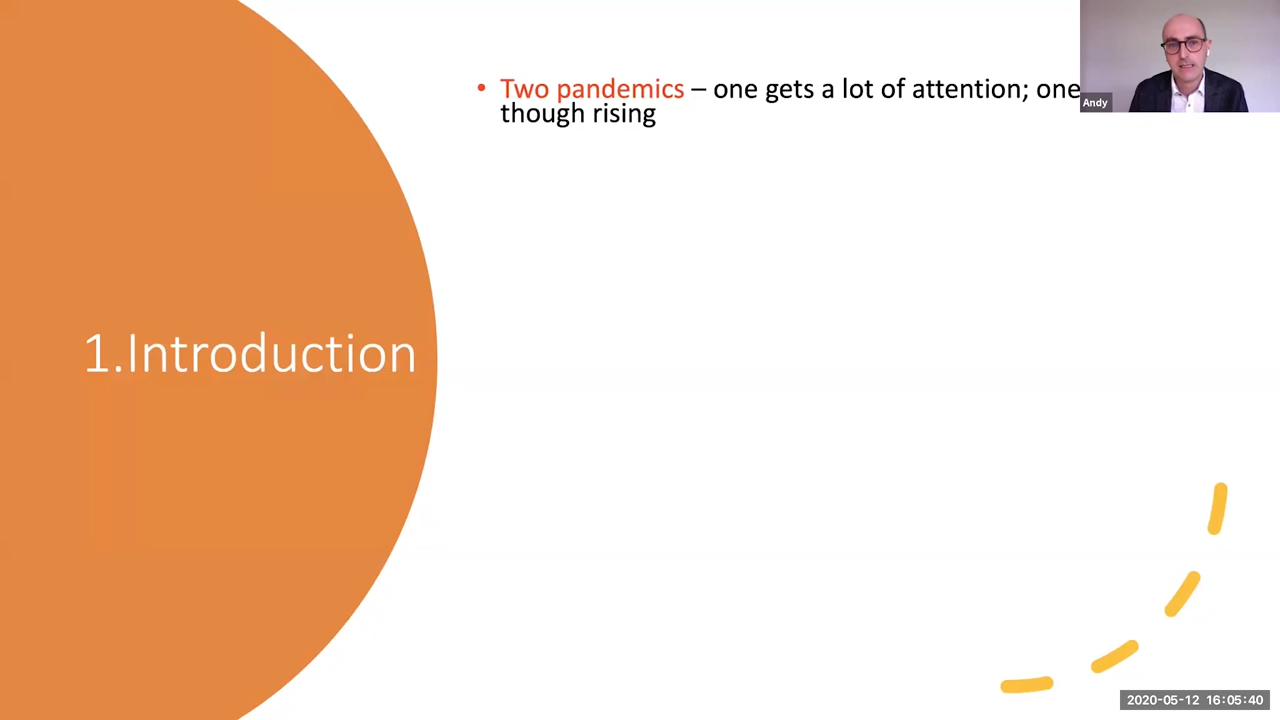 • Two pandemics – one gets a lot of attention; one
though rising
Andy
1.Introduction
2020-05-12 16:05:40